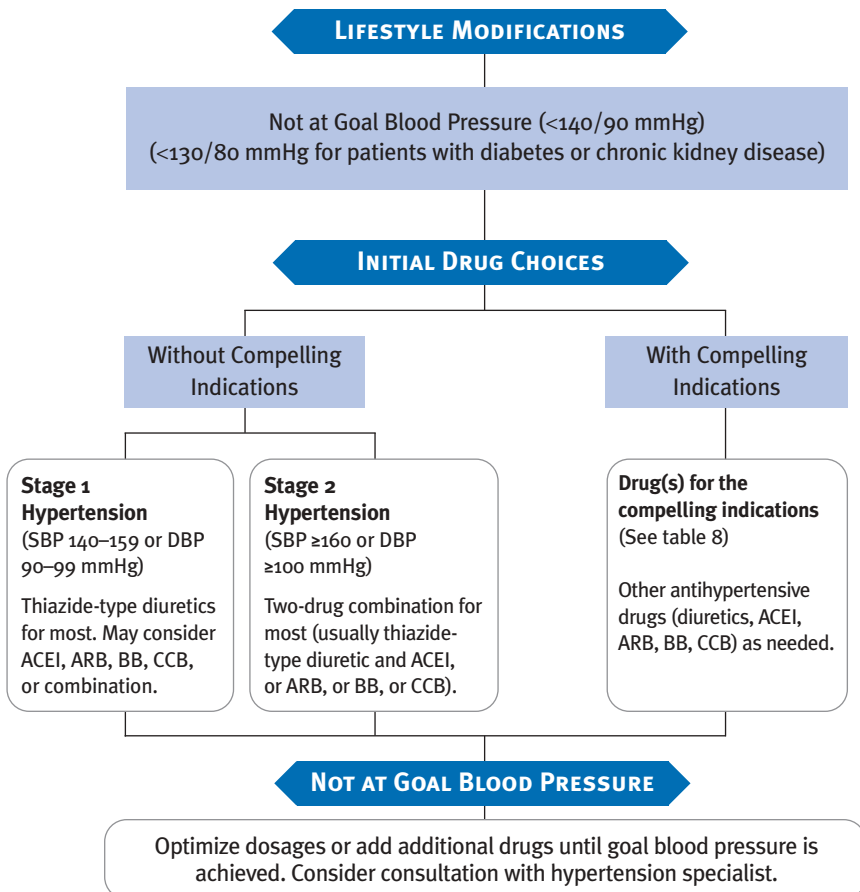 LIFESTYLE MODIFICATIONS
Not at Goal Blood Pressure (<140/90 mmHg)
(<130/80 mmHg for patients with diabetes or chronic kidney disease)
INITIAL DRUG CHOICES
Without Compelling
Indications
With Compelling
Indications
Stage 1
Hypertension
(SBP 140–159 or DBP
90–99 mmHg)
Thiazide-type diuretics
for most. May consider
ACEI, ARB, BB, CCB,
or combination.
Stage 2
Hypertension
(SBP ≥160 or DBP
≥100 mmHg)
Two-drug combination for
most (usually thiazide-
type diuretic and ACEI,
or ARB, or BB, or CCB).
Drug(s) for the
compelling indications
(See table 8)
Other antihypertensive
drugs (diuretics, ACEI,
ARB, BB, CCB) as needed.
NOT AT GOAL BLOOD PRESSURE
Optimize dosages or add additional drugs until goal blood pressure is
achieved. Consider consultation with hypertension specialist.